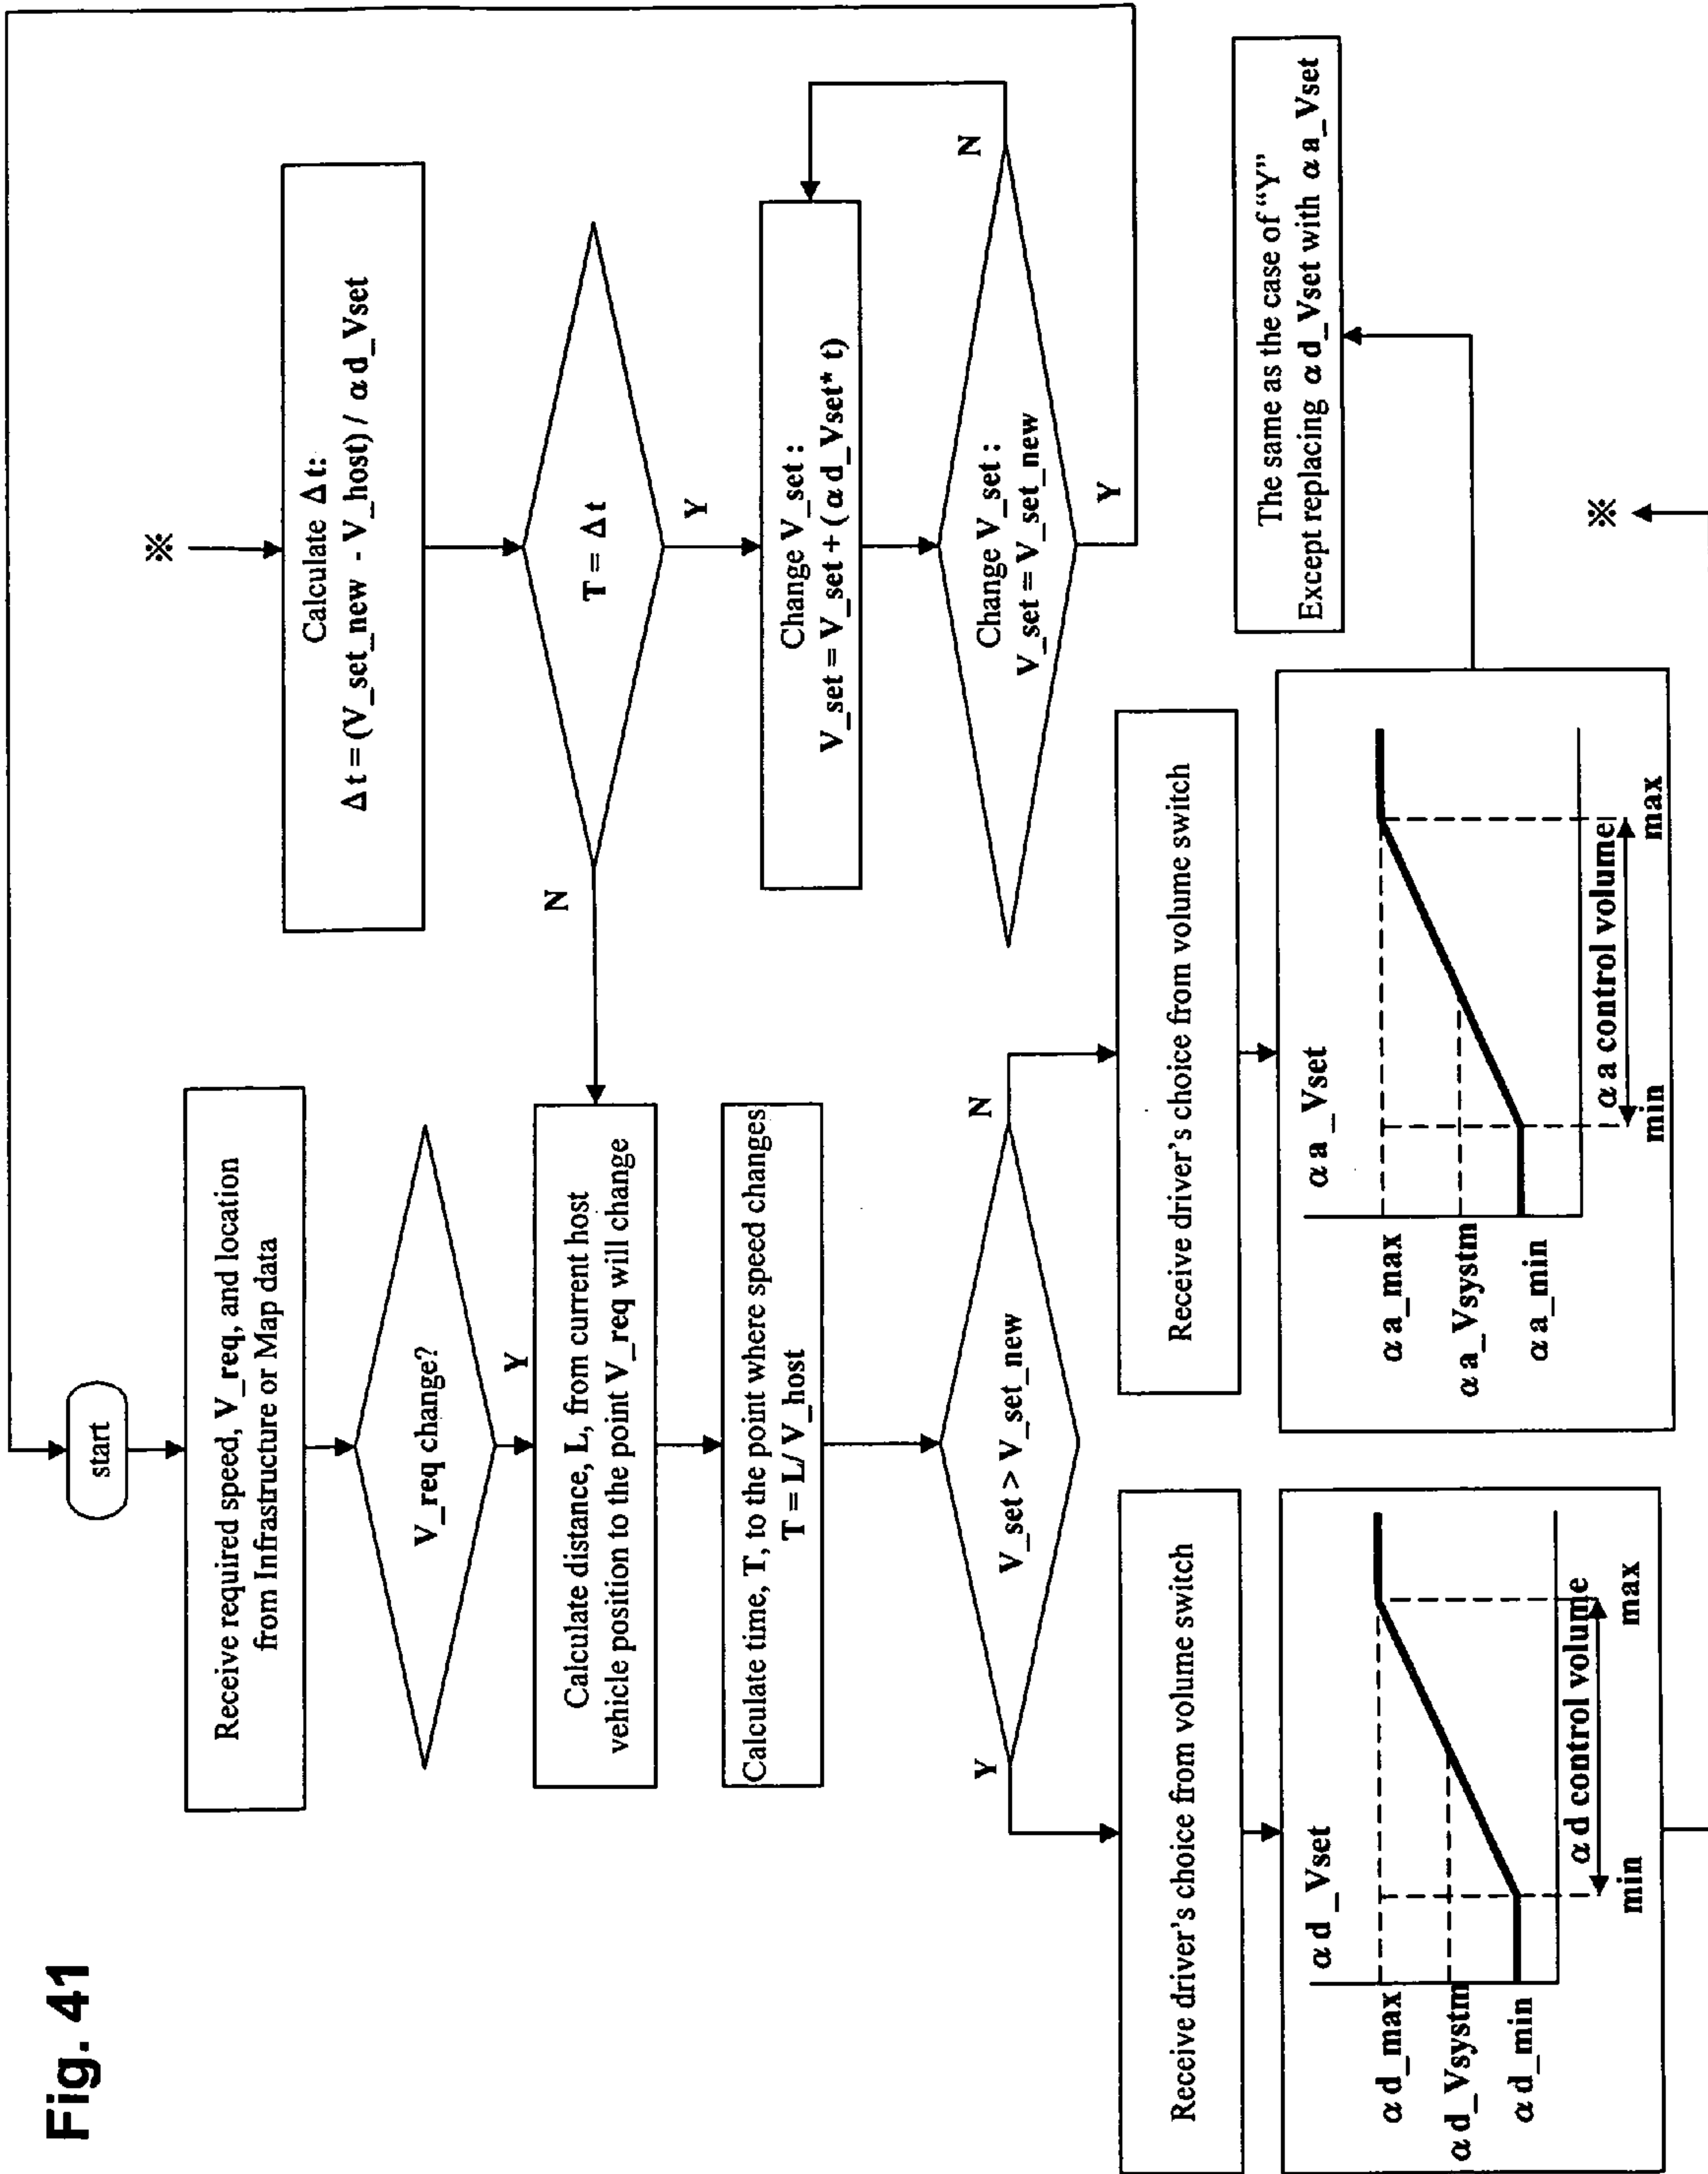 Fig. 41
start
Receive required speed, V_req, and location
from Infrastructure or Map data
V_req change?
Y
Calculate distance, L, from current host
vehicle position to the point V_req will change
Calculate time, T, to the point where speed changes
T = L/ V_host
V_set > V_set_new
Y
N
Receive driver's choice from volume switch
α d_Vset
α d_max
α d_Vsystm
α d_min
α d control volume
min
max
Receive driver's choice from volume switch
α a_Vset
α a_max
α a_Vsystm
α a_min
α a control volume
min
max
The same as the case of “Y”
Except replacing α d_Vset with α a_Vset
※
※
Calculate Δ t:
Δ t = (V_set_new - V_host) / α d_Vset
T = Δ t
N
Y
Change V_set :
V_set = V_set + ( α d_Vset* t)
Change V_set :
V_set = V_set_new
N
Y